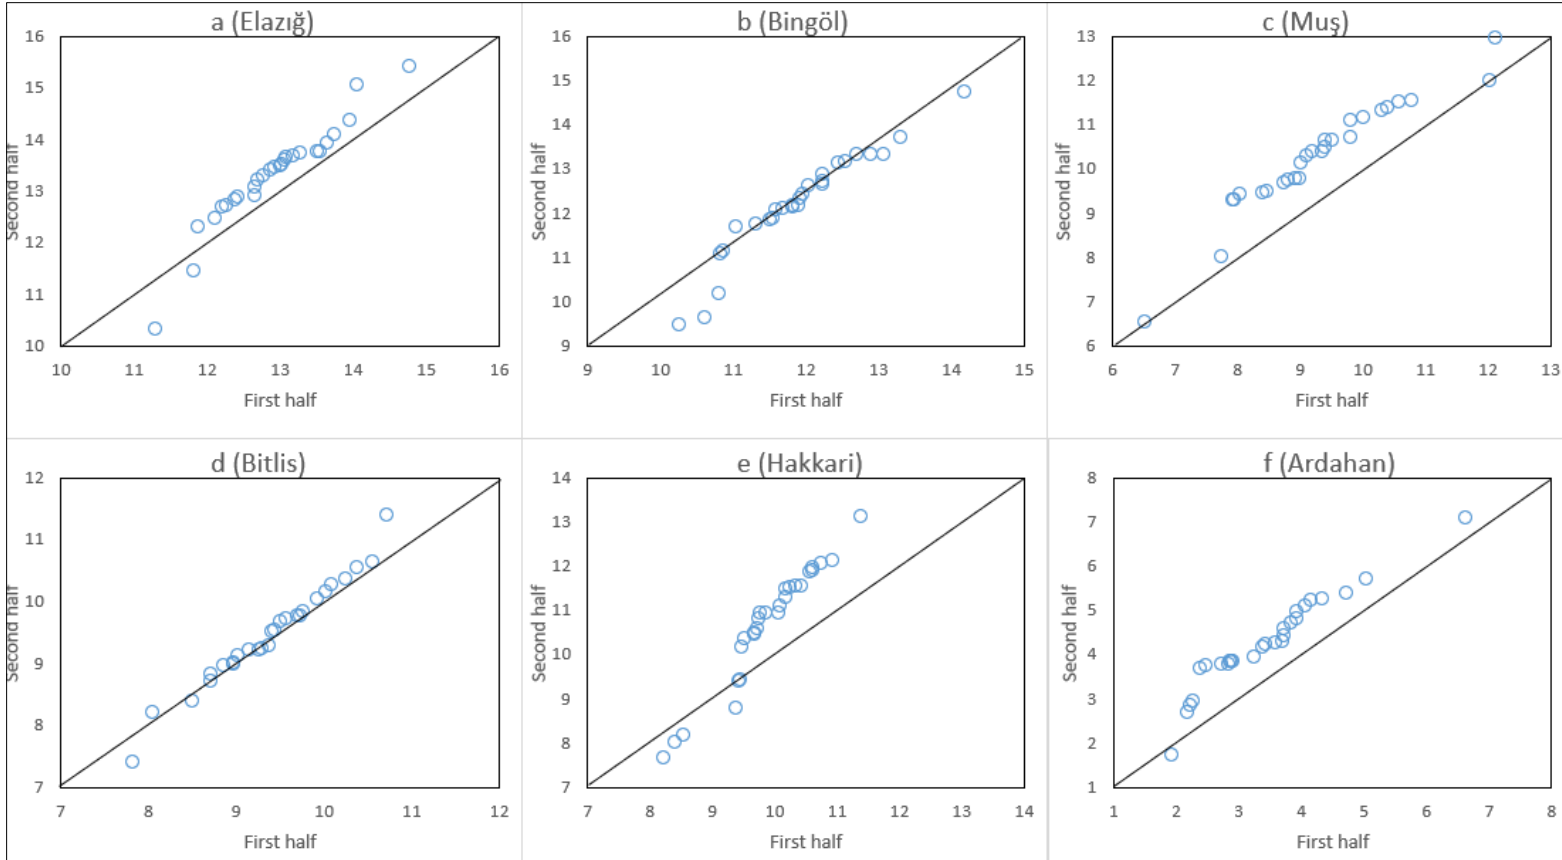 a (Elazığ)
16
15
14
13
12
11
10
Second half
10 11 12 13 14 15 16
First half
b (Bingöl)
16
15
14
13
12
11
10
9
Second half
9 10 11 12 13 14 15
First half
c (Muş)
13
12
11
10
9
8
7
6
Second half
6 7 8 9 10 11 12 13
First half
d (Bitlis)
12
11
10
9
8
7
Second half
7 8 9 10 11 12
First half
e (Hakkari)
14
13
12
11
10
9
8
7
Second half
7 8 9 10 11 12 13 14
First half
f (Ardahan)
8
7
6
5
4
3
2
1
Second half
1 2 3 4 5 6 7 8
First half